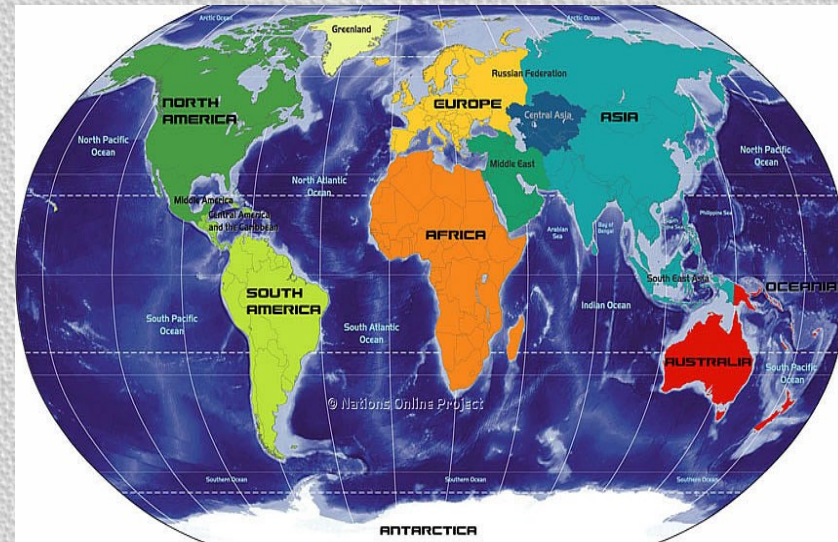 Arctic Ocean
Arctic Ocean
Greenland
Russian Federation
NORTH
AMERICA
EUROPE
Central Asia
ASIA
North Pacific
Ocean
North Pacific
Ocean
Middle East
North Atlantic
Ocean
Middle America
Central America
and the Caribbean
AFRICA
Arabian
Sea
Bay of
Bengal
Philippine Sea
South East Asia
OCEANIA
SOUTH
AMERICA
Indian Ocean
South Pacific
Ocean
South Atlantic
Ocean
AUSTRALIA
South Pacific
Ocean
© Nations Online Project
Southern Ocean
Southern Ocean
Southern Ocean
ANTARCTICA